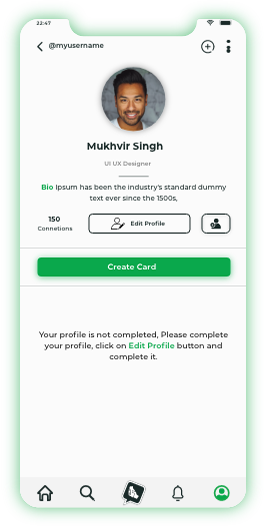 22:47
@myusername
Mukhvir Singh
UI UX Designer
Bio Ipsum has been the industry's standard dummy
text ever since the 1500s,
150
Connetions
Edit Profile
Create Card
Your profile is not completed, Please complete
your profile, click on Edit Profile button and
complete it.